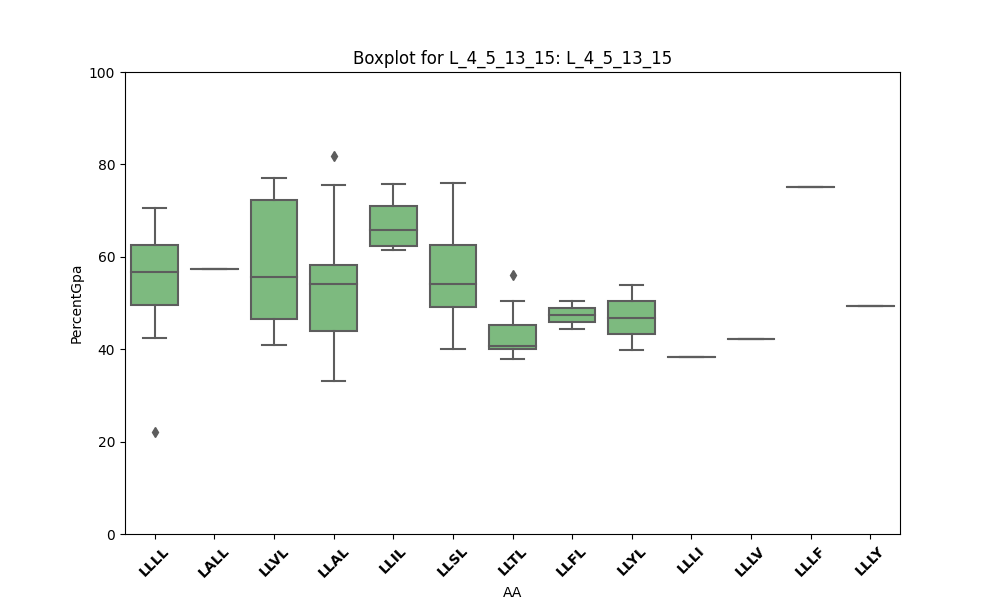 Boxplot for L_4_5_13_15: L_4_5_13_15
100
80
60
40
20
0
PercentGpa
LLLL LALL LLVL LLAL LLIL LLSL LLTL LLFL LLYL LLLI LLLV LLLF LLLY
AA